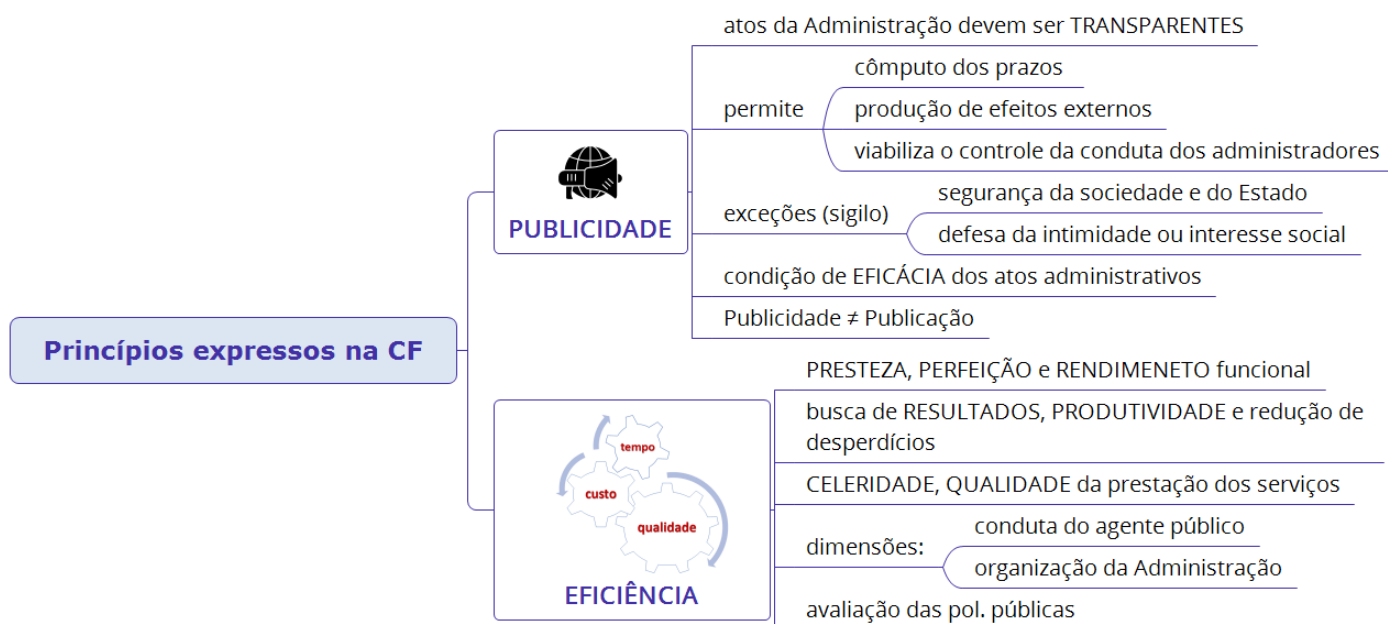 Princípios expressos na CF
PUBLICIDADE
atos da Administração devem ser TRANSPARENTES
permite
cômputo dos prazos
produção de efeitos externos
viabiliza o controle da conduta dos administradores
exceções (sigilo)
segurança da sociedade e do Estado
defesa da intimidade ou interesse social
condição de EFICÁCIA dos atos administrativos
Publicidade ≠ Publicação
tempo
custo
qualidade
EFICIÊNCIA
PRESTEZA, PERFEIÇÃO e RENDIMENETO funcional
busca de RESULTADOS, PRODUTIVIDADE e redução de
desperdícios
CELERIDADE, QUALIDADE da prestação dos serviços
dimensões:
conduta do agente público
organização da Administração
avaliação das pol. públicas